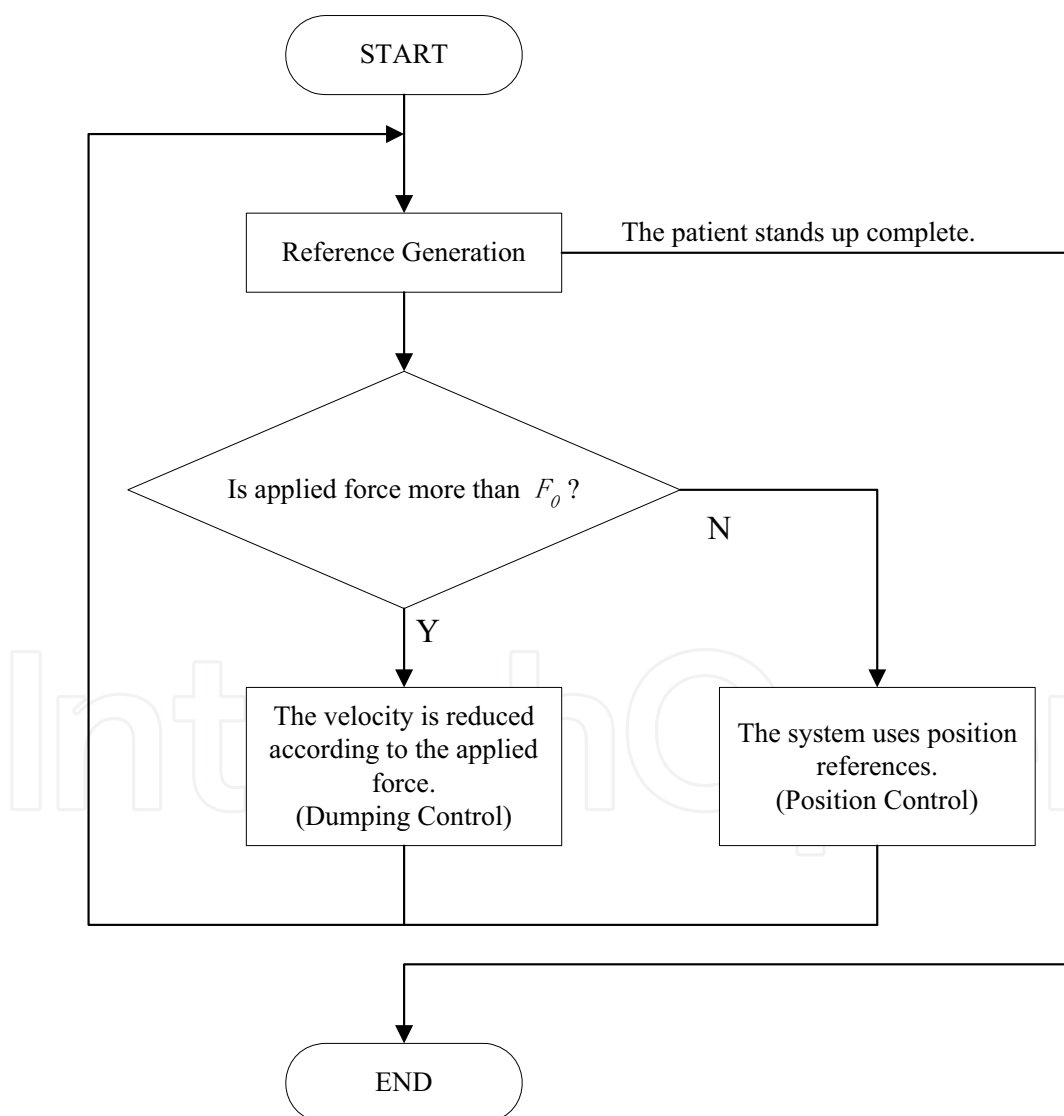 START
Reference Generation
The patient stands up complete.
Is applied force more than F₀ ?
N
Y
The velocity is reduced
according to the applied
force.
(Dumping Control)
The system uses position
references.
(Position Control)
END